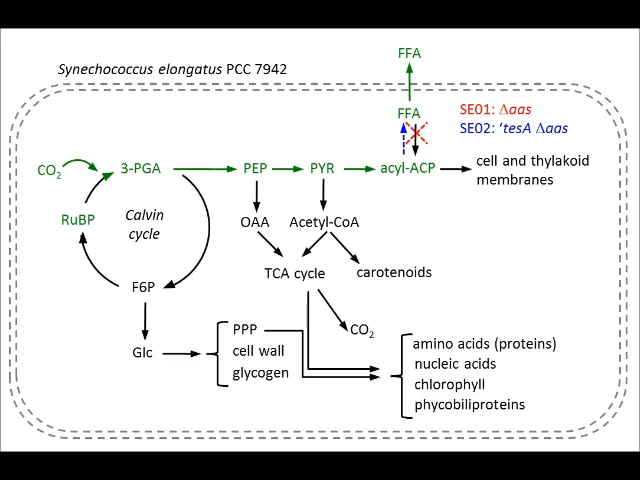 FFA
Synechococcus elongatus PCC 7942
FFA
SE01: Δaas
SE02: 'tesA Δaas
CO2
3-PGA
PEP
PYR
acyl-ACP
cell and thylakoid
membranes
RuBP
Calvin
cycle
OAA
Acetyl-CoA
TCA cycle
carotenoids
F6P
CO2
Glc
PPP
cell wall
glycogen
amino acids (proteins)
nucleic acids
chlorophyll
phycobiliproteins